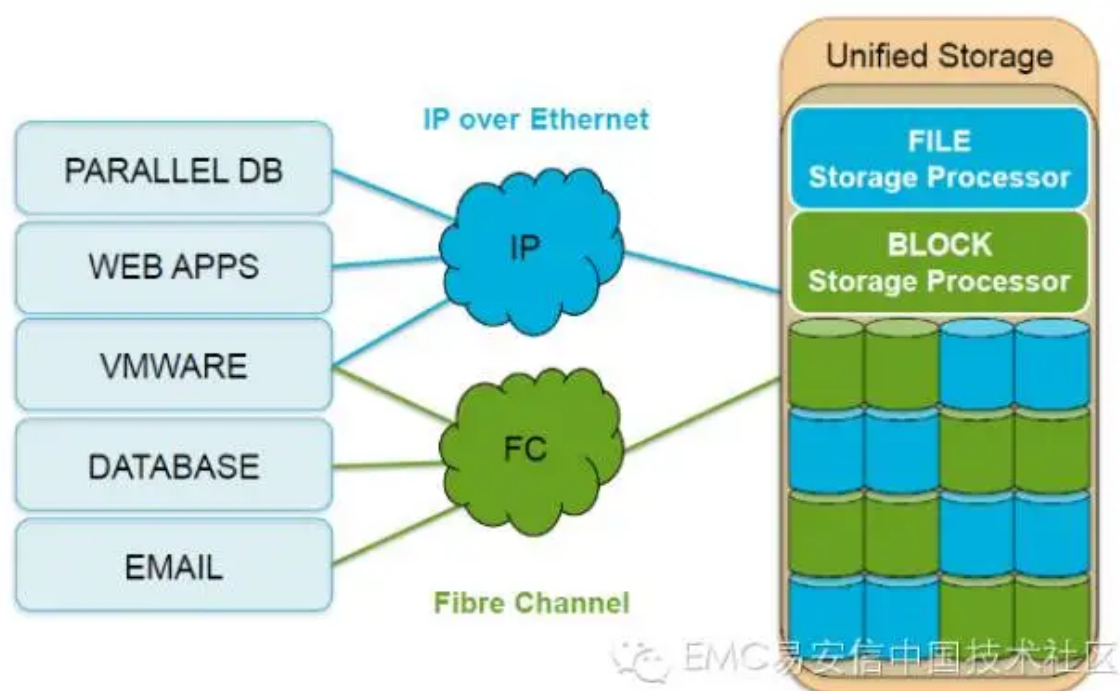 Unified Storage
IP over Ethernet
FILE
Storage Processor
PARALLEL DB
BLOCK
Storage Processor
WEB APPS
IP
VMWARE
FC
DATABASE
EMAIL
Fibre Channel
EMC易安信中国技术社区